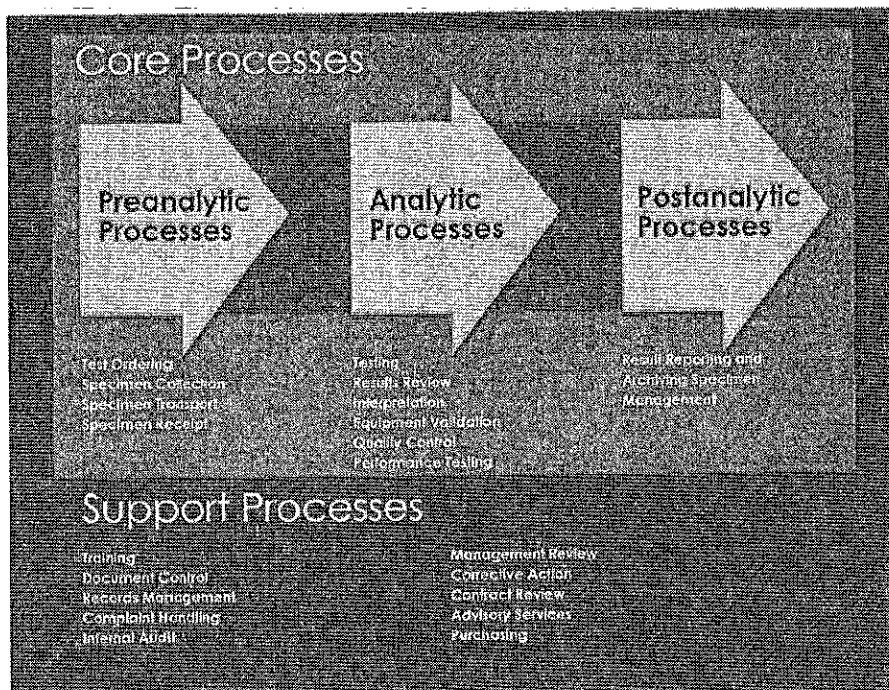 Core Processes
Preanalytic
Processes
Analytic
Processes
Postanalytic
Processes
Test Ordering
Specimen Collection
Specimen Transport
Specimen Receipt
Testing
Results Review
Interpretation
Equipment Validation
Quality Control
Performance Testing
Result Reporting and
Archiving Specimen
Management
Support Processes
Training
Document Control
Records Management
Complaint Handling
Internal Audit
Management Review
Corrective Action
Contract Review
Advisory Services
Purchasing